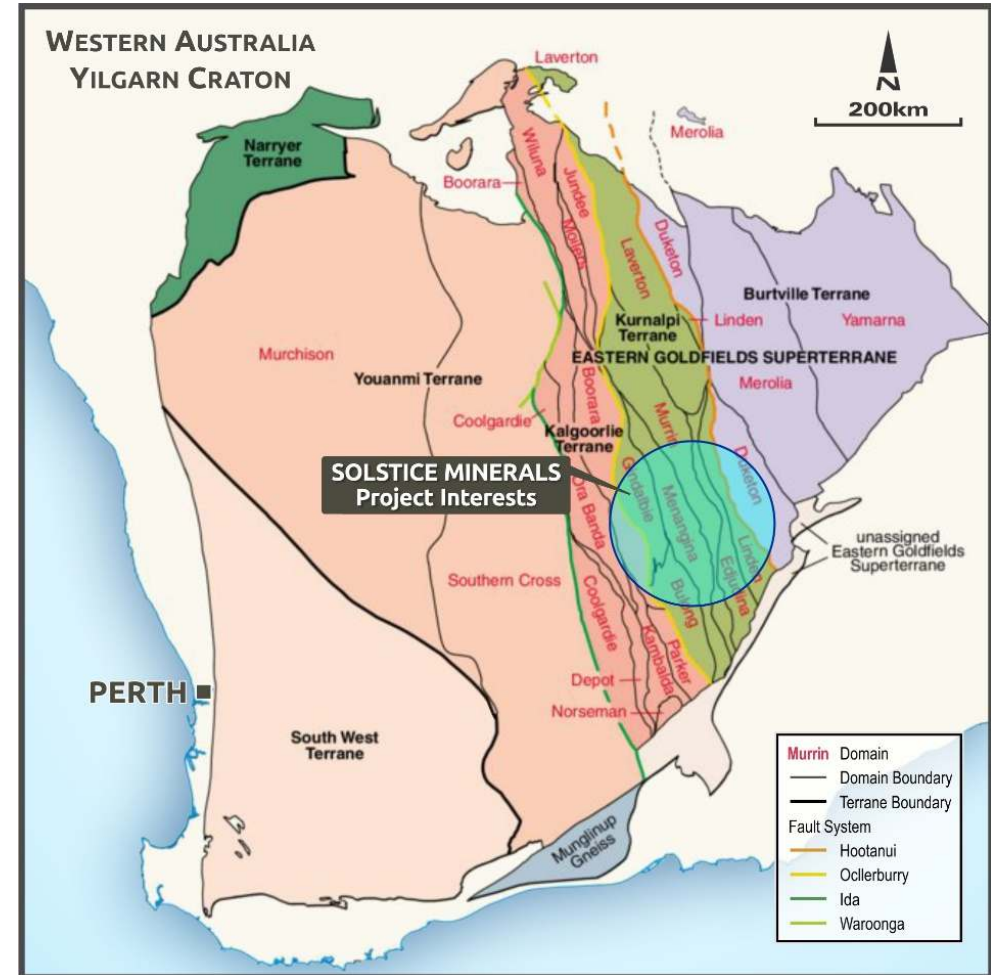 WESTERN AUSTRALIA
YILGARN CRATON
N
200km
Laverton
Merolia
Narryer
Terrane
Boorara
Wiluna
Jundee
Moilers
Duketon
Laverton
Burtville Terrane
Kurnalpi
Terrane
Linden
Yamarna
EASTERN GOLDFIELDS SUPERTERRANE
Murchison
Youanmi Terrane
Merolia
Boorara
Coolgardie
Kalgoorlie
Terrane
Murrin
SOLSTICE MINERALS
Project Interests
Ora Banda
Gindalbie
Menangina
Duketon
Linden
Edjudina
Bulong
unassigned
Eastern Goldfields
Superterrane
Southern Cross
Coolgardie
Kambalda
Parker
Depot
Norseman
PERTH
South West
Terrane
Munglinup
Gneiss
Murrin Domain
Domain Boundary
Terrane Boundary
Fault System
Hootanui
Ocllerburry
Ida
Waroonga